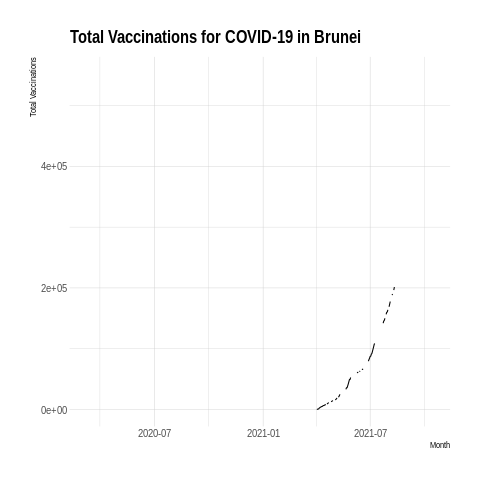 Total Vaccinations for COVID-19 in Brunei
Total Vaccinations
4e+05
2e+05
0e+00
2020-07 2021-01 2021-07
Month